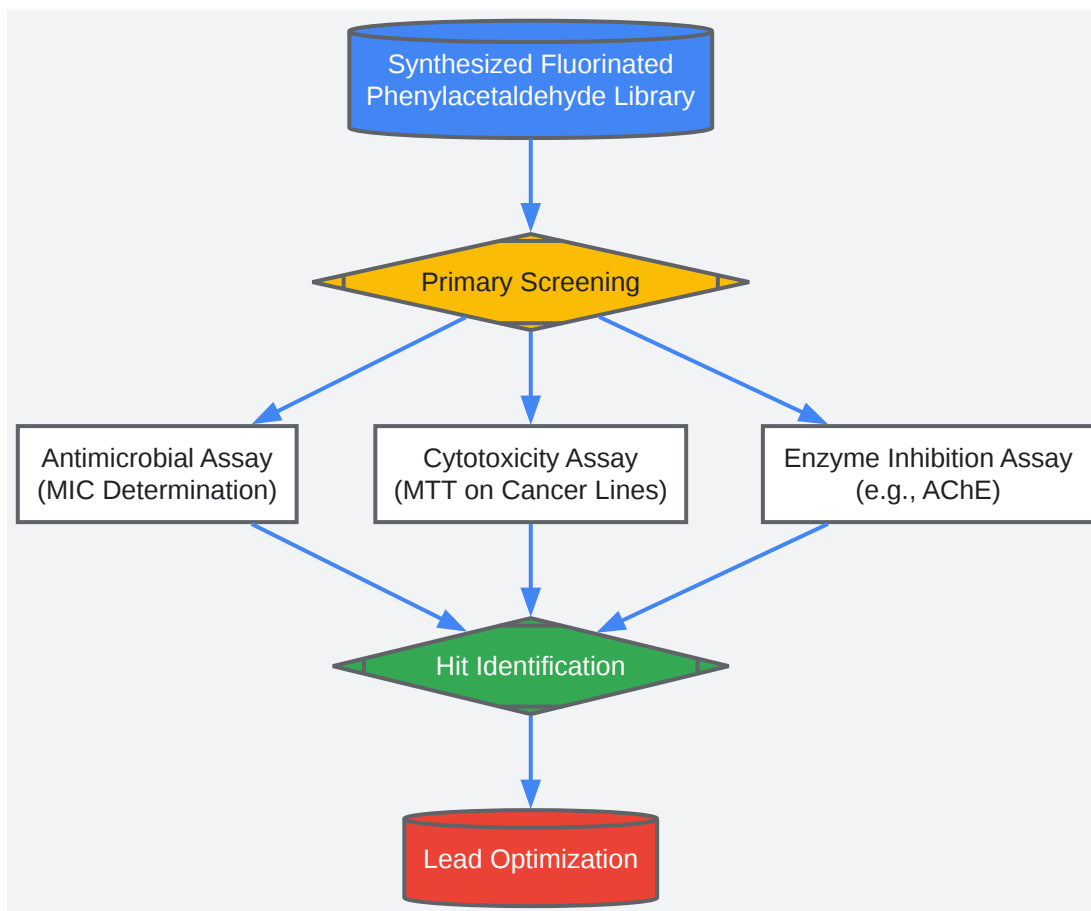 Synthesized Fluorinated
Phenylacetaldehyde Library
Primary Screening
Antimicrobial Assay
(MIC Determination)
Cytotoxicity Assay
(MTT on Cancer Lines)
Enzyme Inhibition Assay
(e.g., AChE)
Hit Identification
Lead Optimization